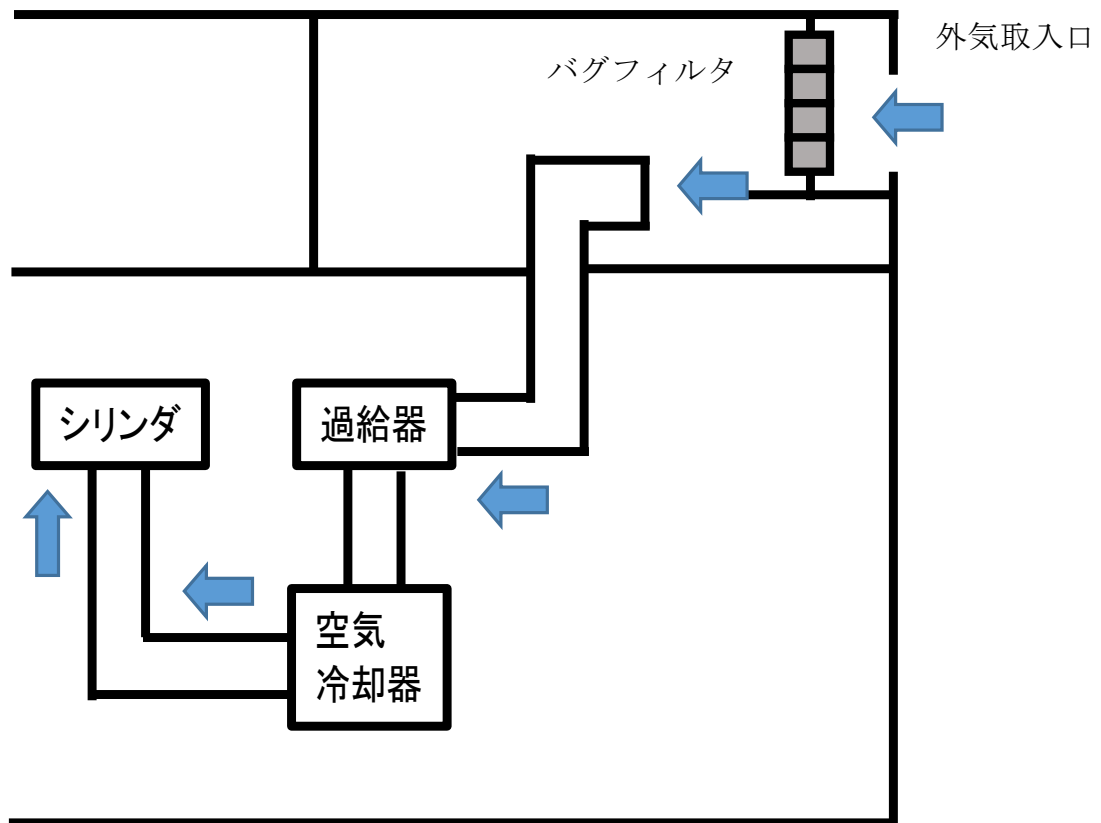 外気取入口
バグフィルタ
シリンダ
過給器
空気
冷却器